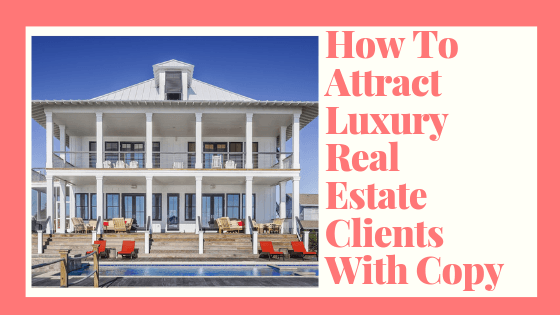 How To
Attract
Luxury
Real
Estate
Clients
With Copy